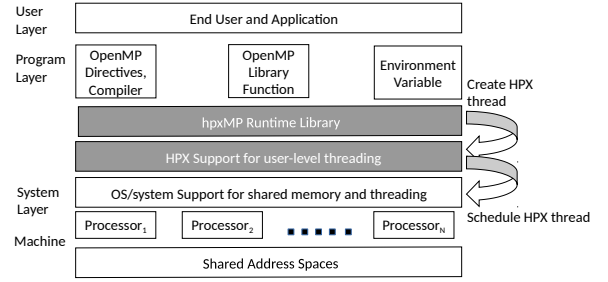 User
Layer
End User and Application
Program
Layer
OpenMP
Directives,
Compiler
OpenMP
Library
Function
Environment
Variable
Create HPX
thread
hpxMP Runtime Library
HPX Support for user-level threading
System
Layer
OS/system Support for shared memory and threading
Schedule HPX thread
Machine
Processor1
Processor2
ProcessorN
Shared Address Spaces